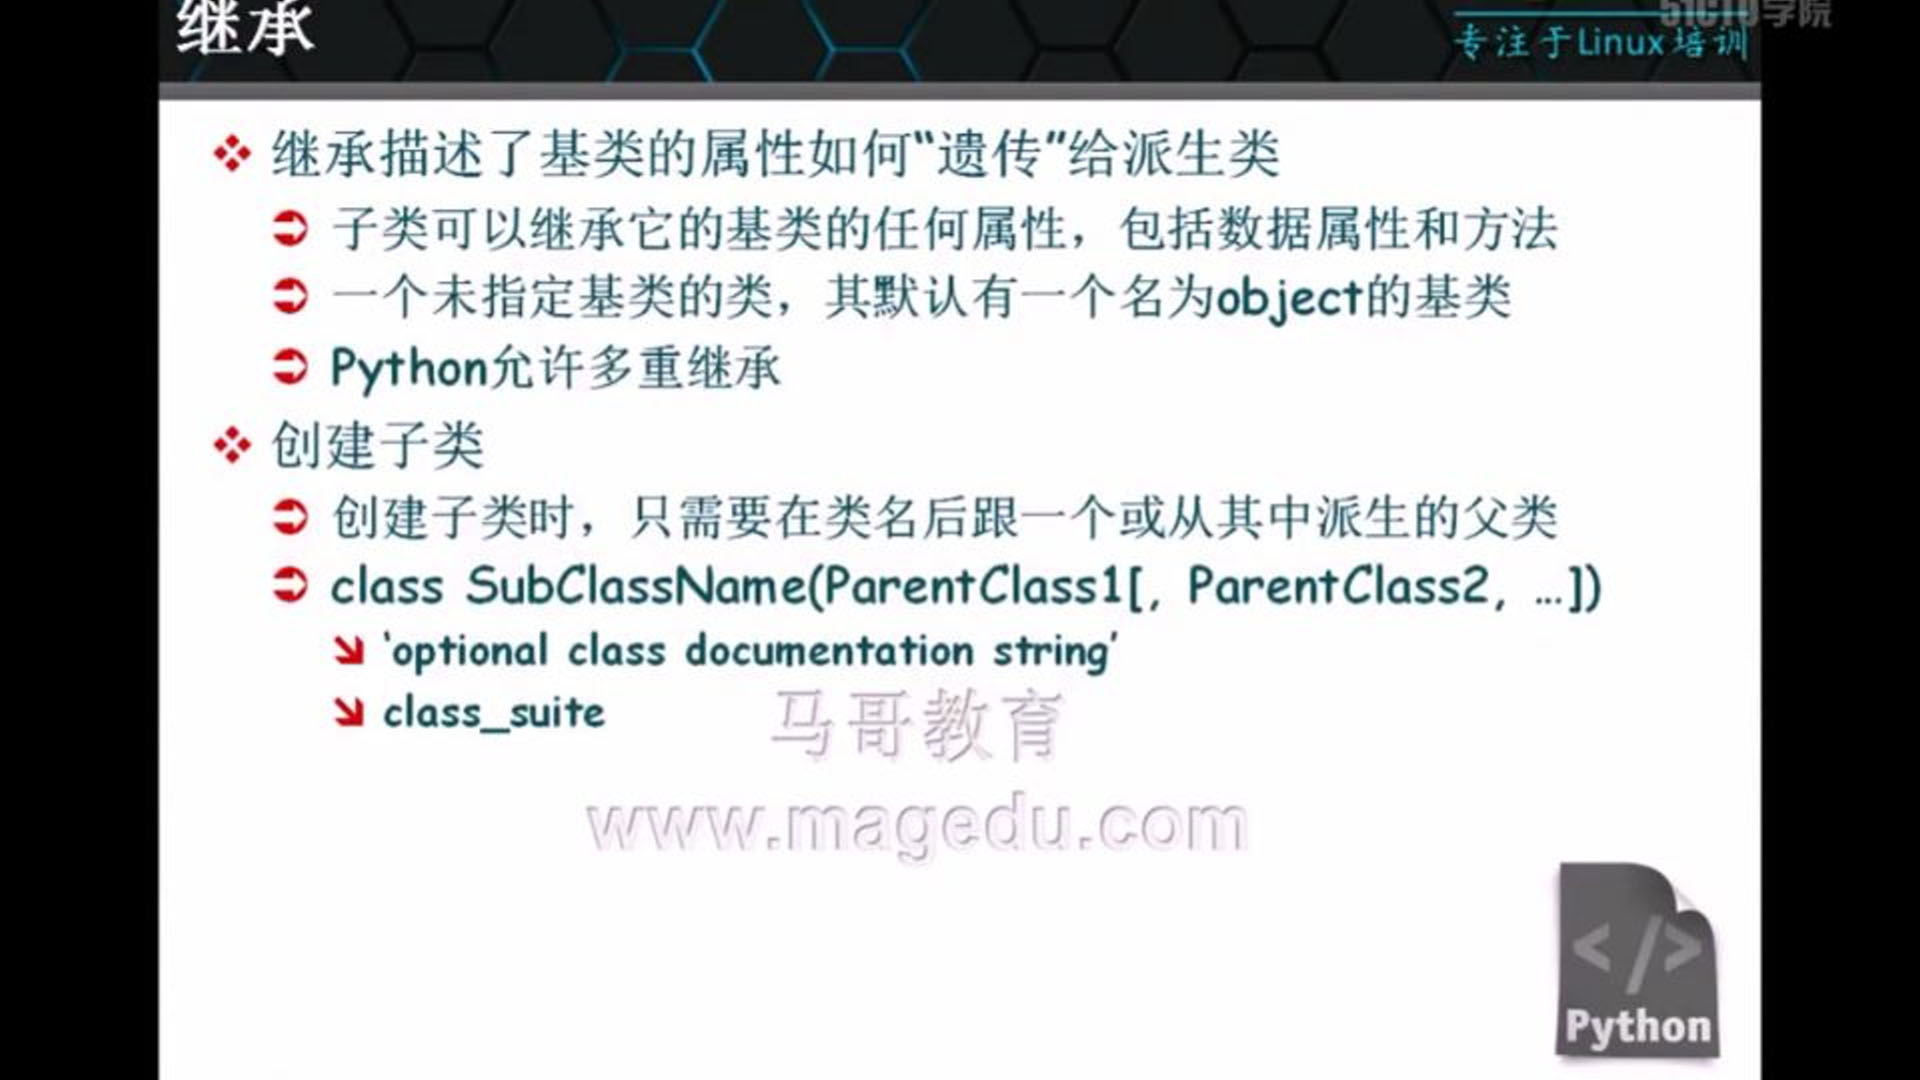 继承
51CTO学院
专注于Linux培训
继承描述了基类的属性如何“遗传”给派生类
子类可以继承它的基类的任何属性，包括数据属性和方法
一个未指定基类的类，其默认有一个名为object的基类
Python允许多重继承
创建子类
创建子类时，只需要在类名后跟一个或从其中派生的父类
class SubClassName(ParentClass1[, ParentClass2, …])
‘optional class documentation string’
class_suite
马哥教育
www.magedu.com
</>
Python